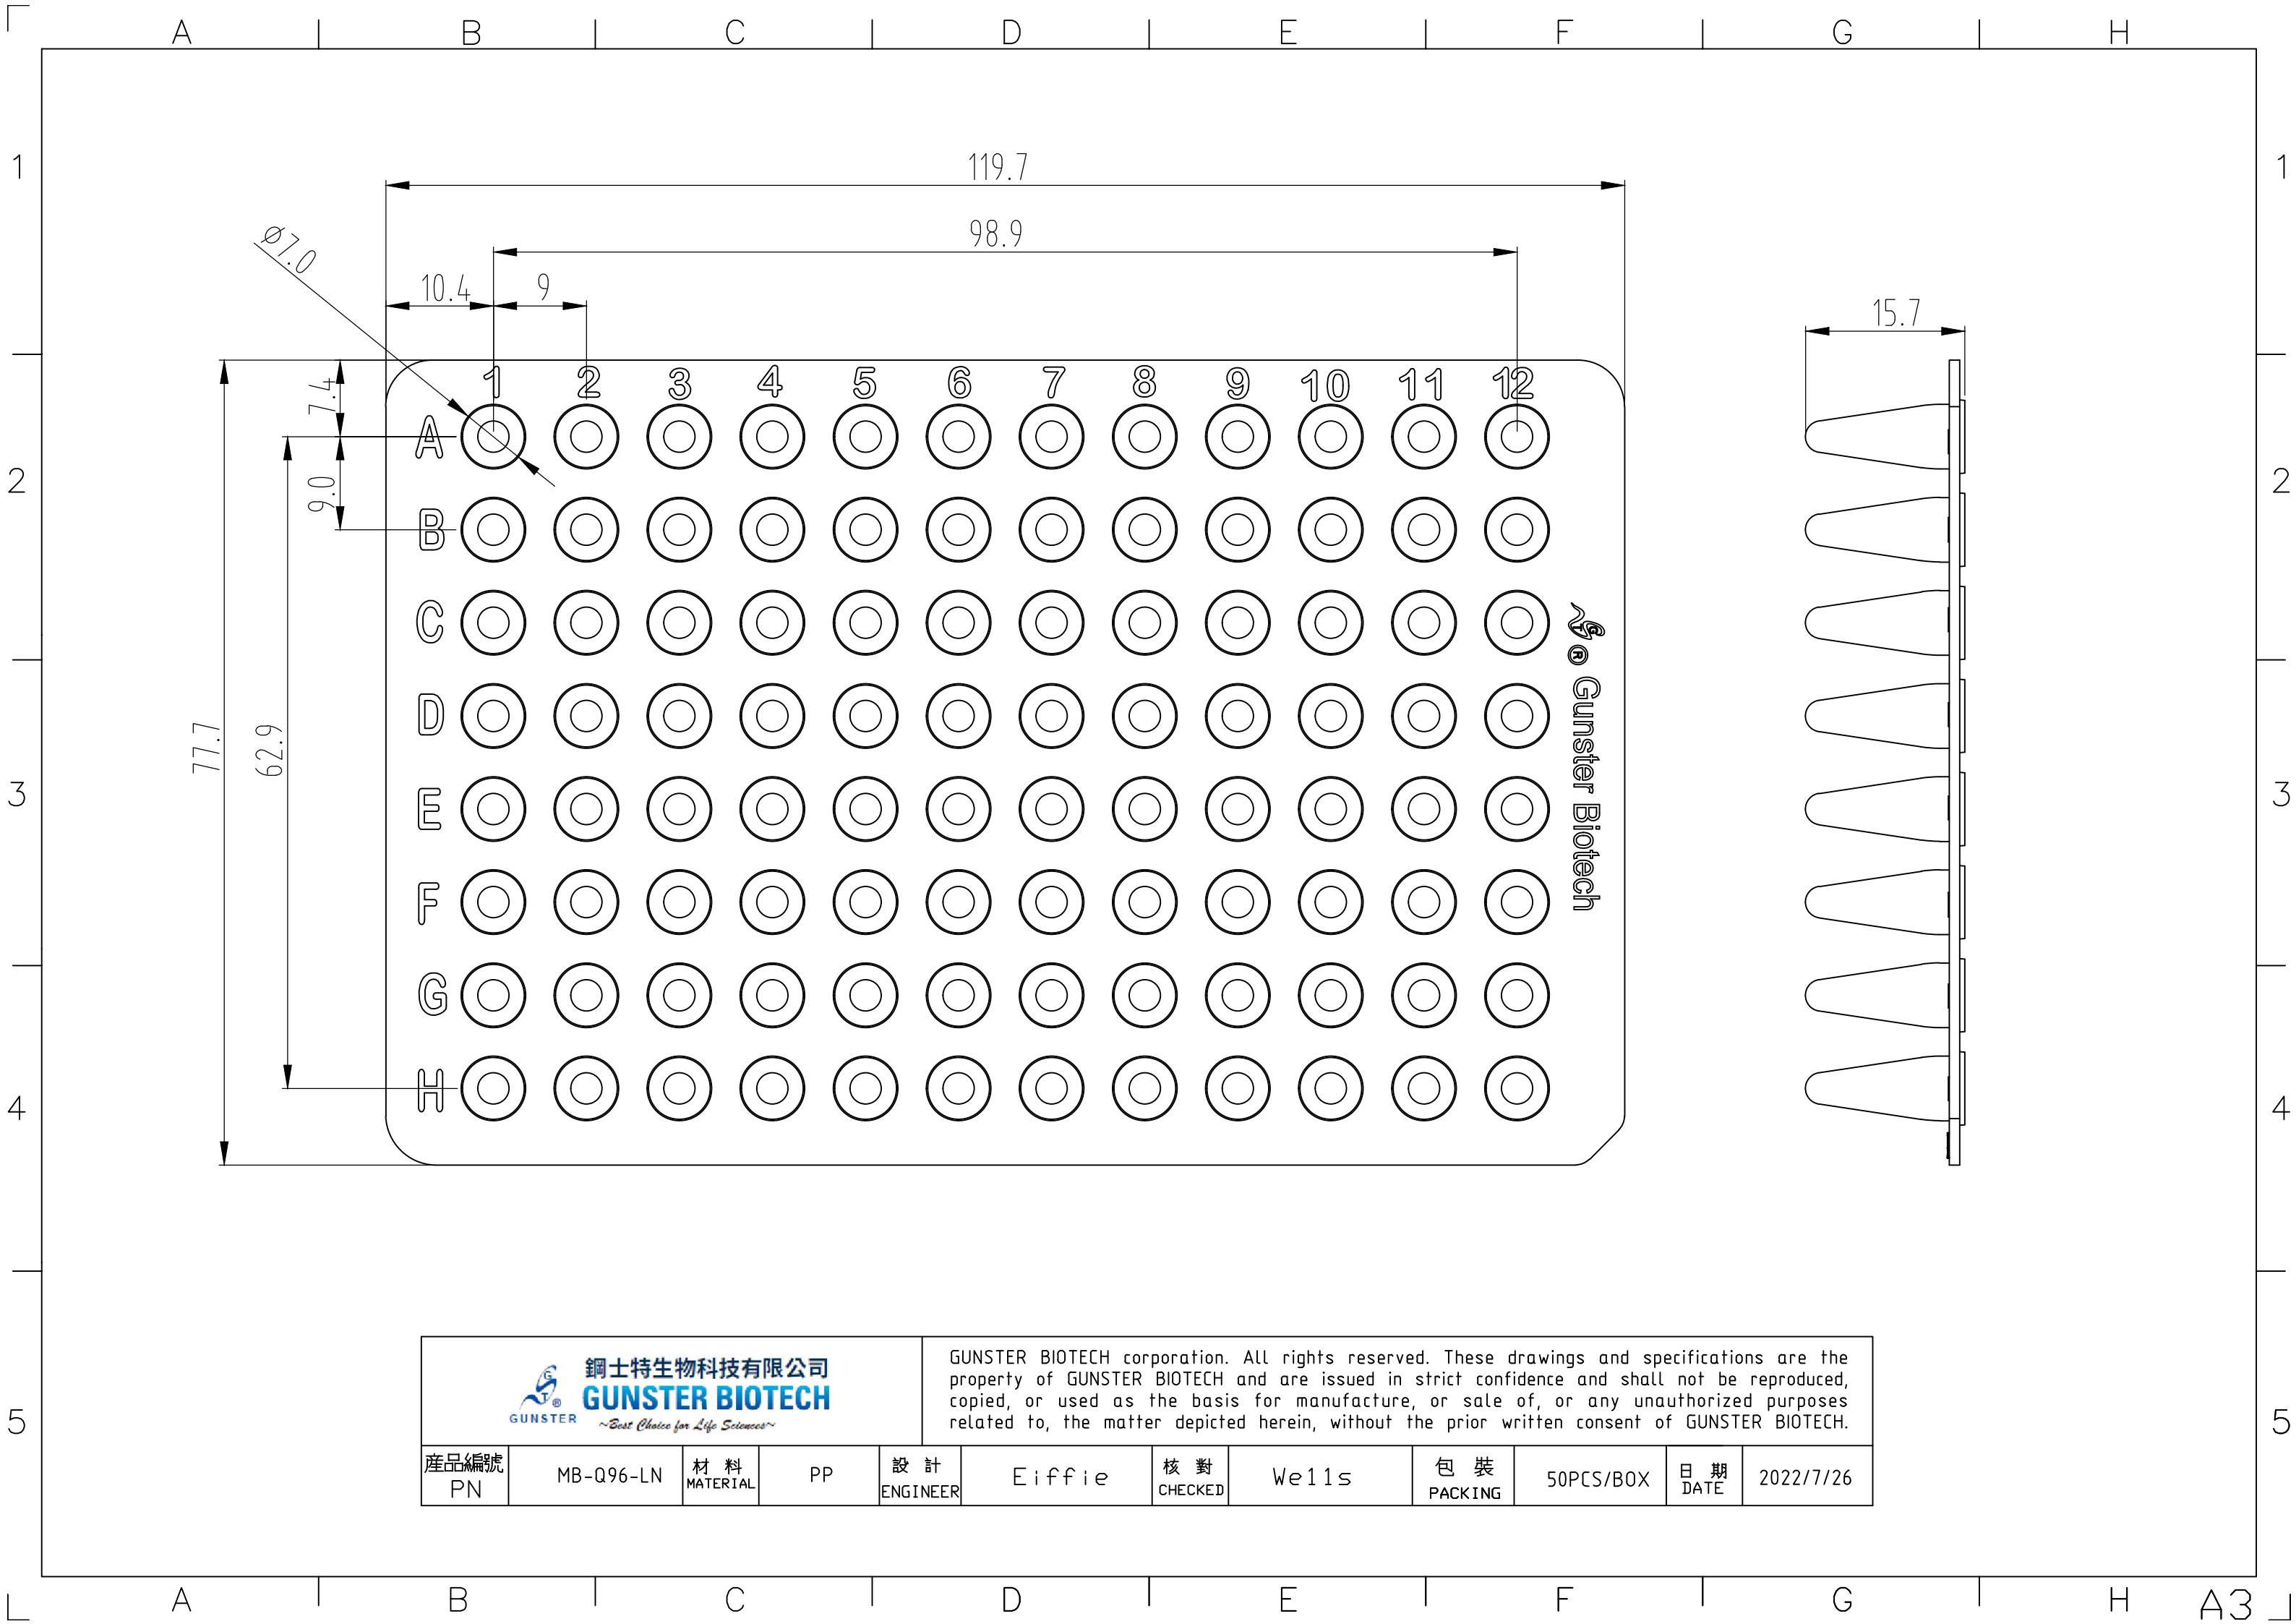 A B C D E F G H
1 1
119.7
98.9
Ø7.0
10.4 9
15.7
7.4
1 2 3 4 5 6 7 8 9 10 11 12
A
2 2
9.0
B
C
® Gunster Biotech
D
77.7
62.9
3 3
E
F
G
H
4 4
鋼士特生物科技有限公司
GUNSTER BIOTECH
~Best Choice for Life Sciences~
G T ®
GUNSTER
GUNSTER BIOTECH corporation. All rights reserved. These drawings and specifications are the
property of GUNSTER BIOTECH and are issued in strict confidence and shall not be reproduced,
copied, or used as the basis for manufacture, or sale of, or any unauthorized purposes
related to, the matter depicted herein, without the prior written consent of GUNSTER BIOTECH.
5 5
産品編號 PN MB-Q96-LN 材 料 MATERIAL PP 設 計 ENGINEER Eiffie 核 對 CHECKED We11s 包 裝 PACKING 50PCS/BOX 日 期 DATE 2022/7/26
A B C D E F G H A3